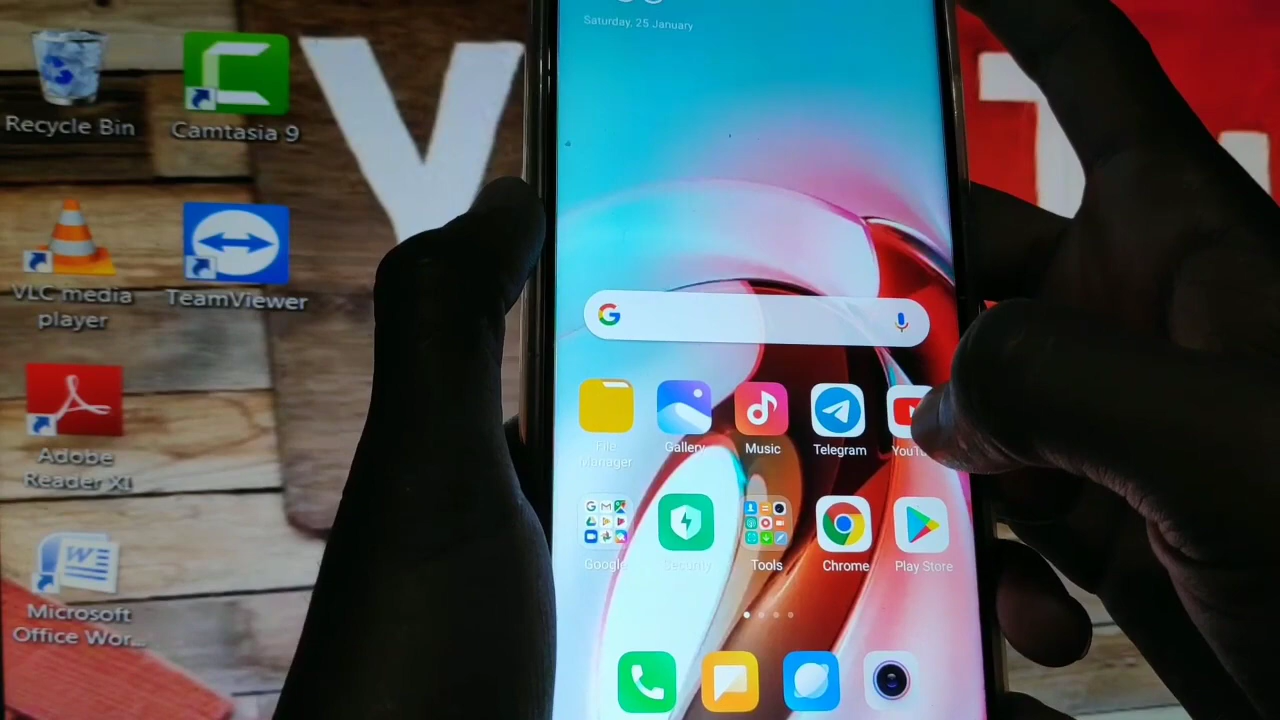 Saturday, 25 January
Recycle Bin
Camtasia 9
Y
T
VLC media
player
TeamViewer
Adobe
Reader XI
Microsoft
Office Wor...
File
Manager
Gallery
Music
Telegram
Google
Security
Tools
Chrome
Play Store